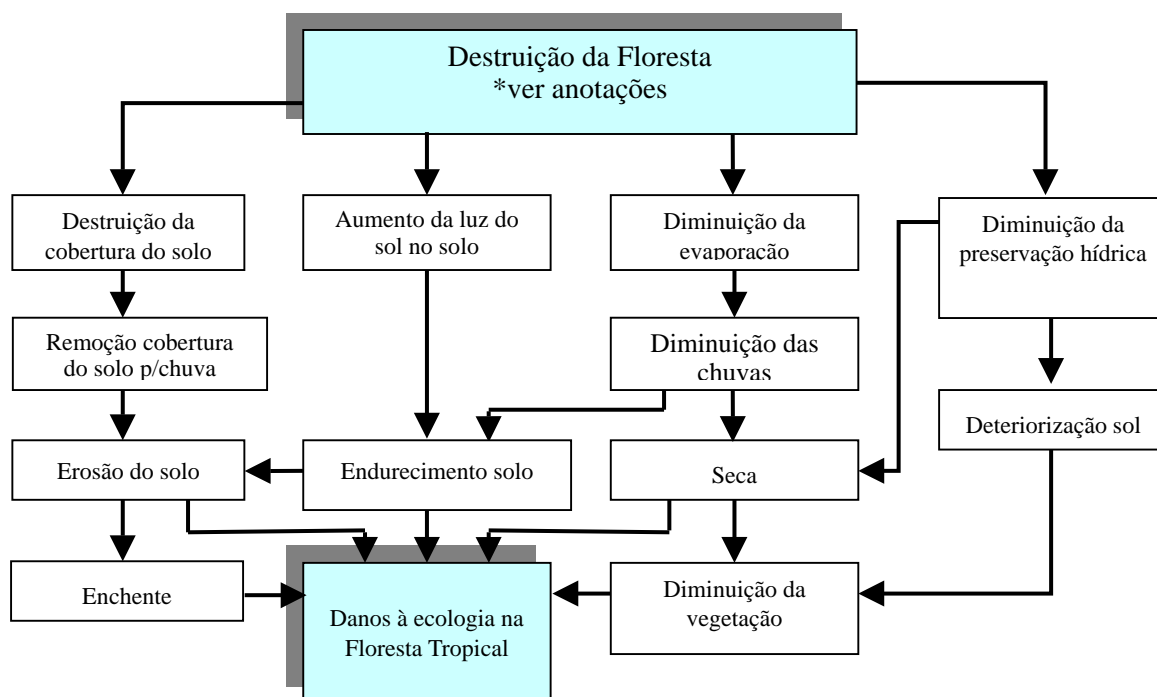 Destruição da Floresta
*ver anotações
Destruição da
cobertura do solo
Aumento da luz do
sol no solo
Diminuição da
evaporação
Diminuição da
preservação hídrica
Remoção cobertura
do solo p/chuva
Diminuição das
chuvas
Deteriorização sol
Erosão do solo
Endurecimento solo
Seca
Enchente
Danos à ecologia na
Floresta Tropical
Diminuição da
vegetação